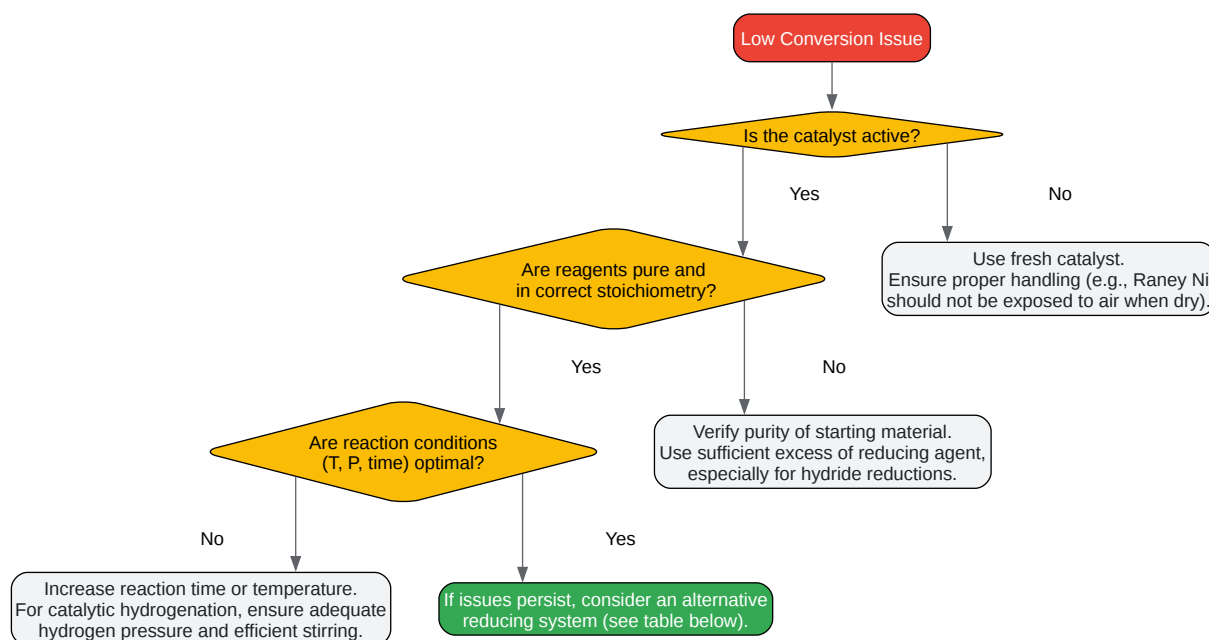 Low Conversion Issue
Is the catalyst active?
Yes
No
Use fresh catalyst.
Ensure proper handling (e.g., Raney Ni
should not be exposed to air when dry).
Are reagents pure and
in correct stoichiometry?
Yes
No
Verify purity of starting material.
Use sufficient excess of reducing agent,
especially for hydride reductions.
Are reaction conditions
(T, P, time) optimal?
No
Yes
Increase reaction time or temperature.
For catalytic hydrogenation, ensure adequate
hydrogen pressure and efficient stirring.
If issues persist, consider an alternative
reducing system (see table below).